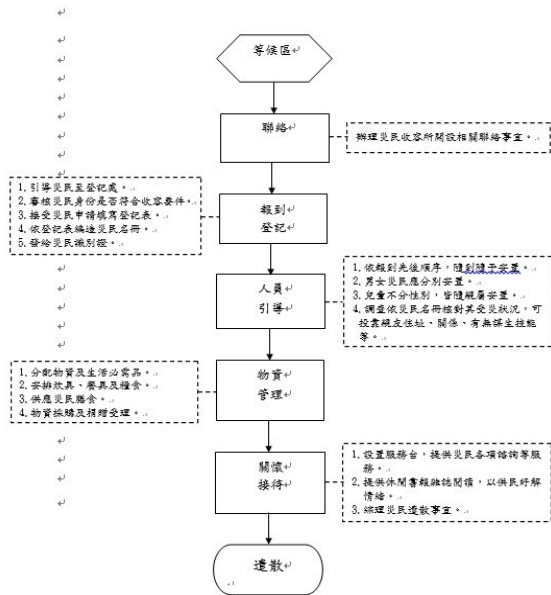 等候區
聯絡
辦理災民收容所開設相關聯絡事宜。
1. 引導災民至登記處。
2. 審核災民身份是否符合收容要件。
3. 接受災民申請填寫登記表。
4. 依登記表編造災民名冊。
5. 發給災民識別證。
報到
登記
人員
引導
1. 依報到先後順序，隨到隨予安置。
2. 男女災民應分別安置。
3. 兒童不分性別，皆隨親屬安置。
4. 調查依災民名冊核對其受災狀況，可
投靠親友住址、關係、有無謀生技能
等。
1. 分配物資及生活必需品。
2. 安排炊具、餐具及糧食。
3. 供應災民膳食。
4. 物資採購及捐贈受理。
物資
管理
關懷
接待
1. 設置服務台，提供災民各項諮詢等服
務。
2. 提供休閒書報雜誌閱讀，以供民紓解
情緒。
3. 綜理災民遣散事宜。
遣散